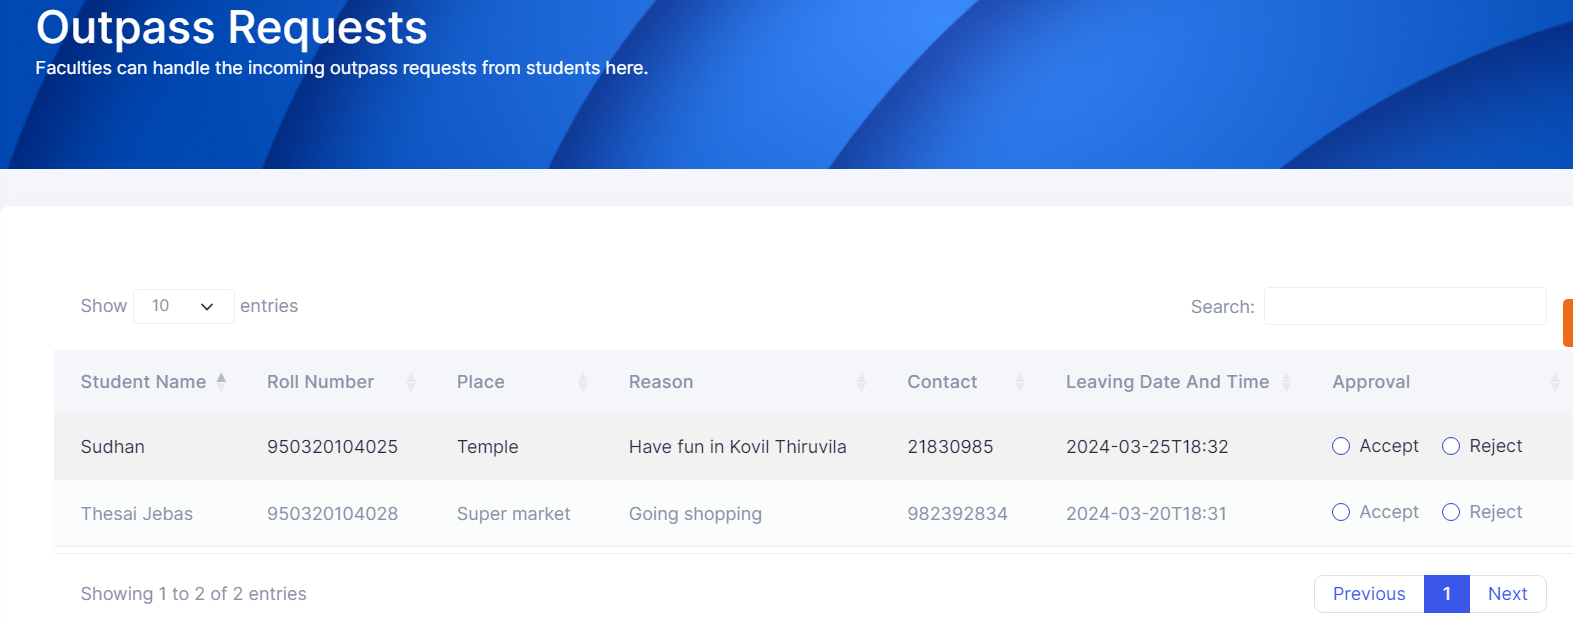 Outpass Requests
Faculties can handle the incoming outpass requests from students here.
Show 10 entries Search:
Student Name Roll Number Place Reason Contact Leaving Date And Time Approval
Sudhan 950320104025 Temple Have fun in Kovil Thiruvila 21830985 2024-03-25T18:32 Accept Reject
Thesai Jebas 950320104028 Super market Going shopping 982392834 2024-03-20T18:31 Accept Reject
Showing 1 to 2 of 2 entries Previous 1 Next